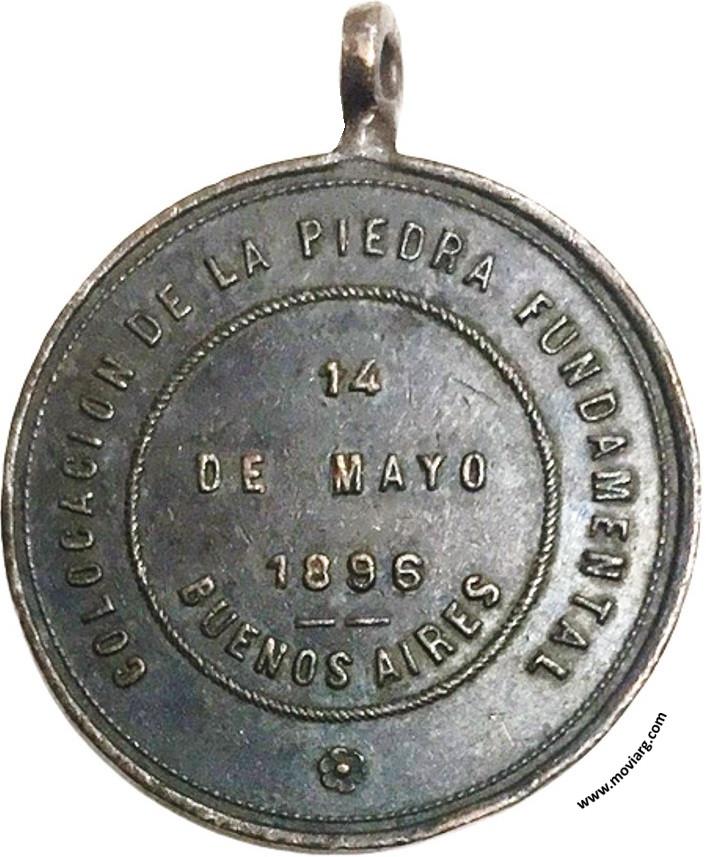 COLOCACION DE LA PIEDRA FUNDAMENTAL
14
DE MAYO
1896
BUENOS AIRES
www.moviarg.com